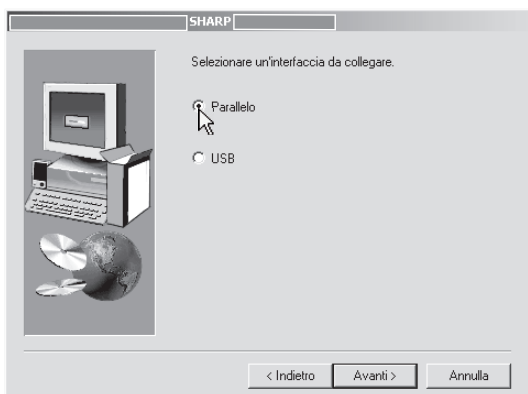 SHARP
Selezionare un'interfaccia da collegare.
Parallelo
USB
< Indietro Avanti > Annulla